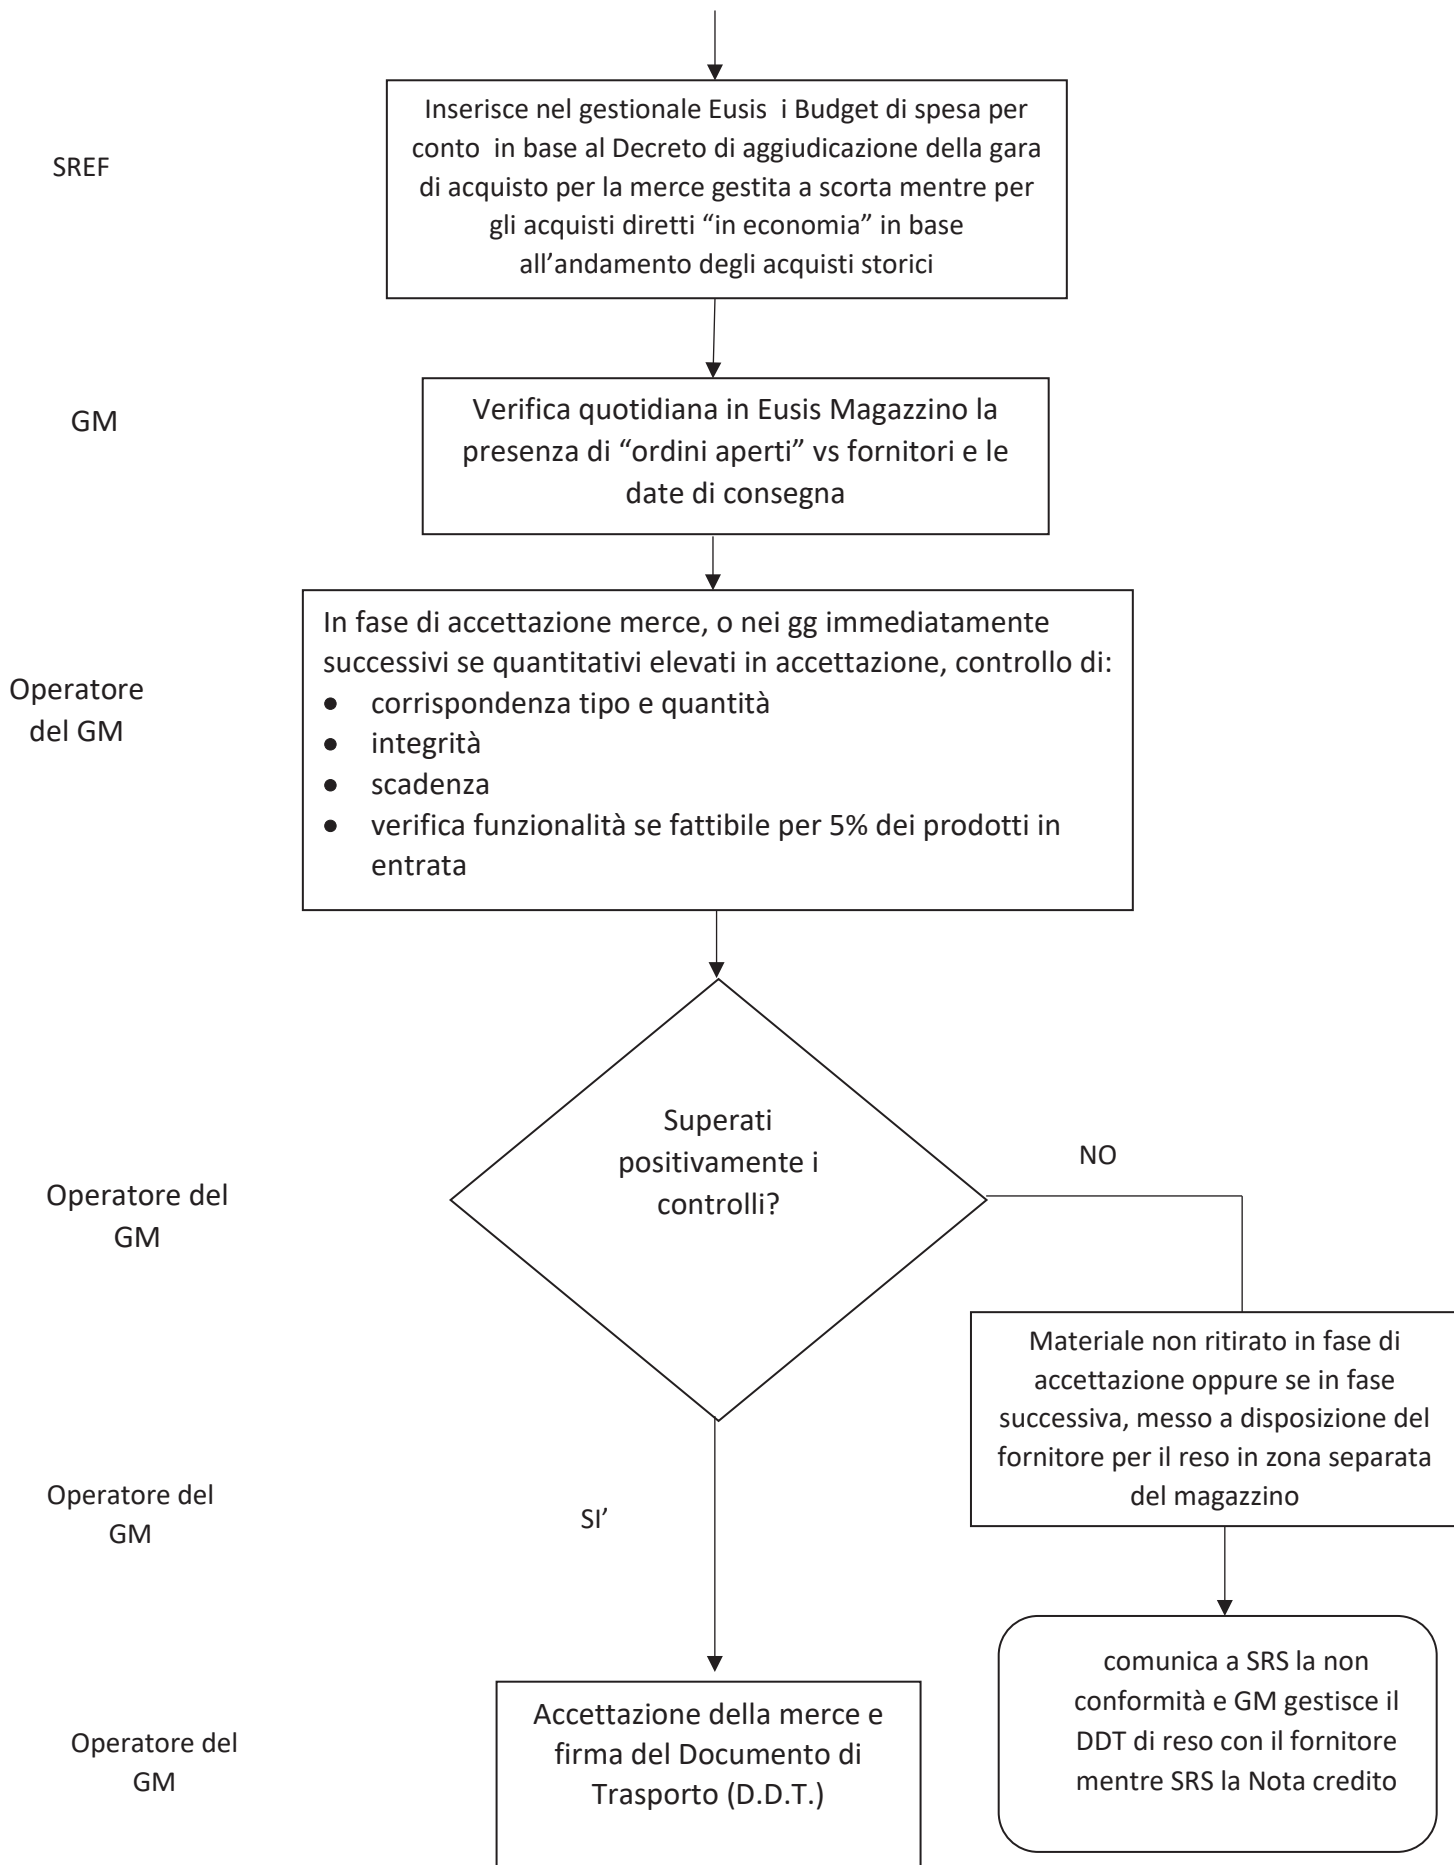 SREF
Inserisce nel gestionale Eusis  i Budget di spesa per
conto  in base al Decreto di aggiudicazione della gara
di acquisto per la merce gestita a scorta mentre per
gli acquisti diretti “in economia” in base
all’andamento degli acquisti storici
GM
Verifica quotidiana in Eusis Magazzino la
presenza di “ordini aperti” vs fornitori e le
date di consegna
Operatore
del GM
In fase di accettazione merce, o nei gg immediatamente
successivi se quantitativi elevati in accettazione, controllo di:
• corrispondenza tipo e quantità
• integrità
• scadenza
• verifica funzionalità se fattibile per 5% dei prodotti in
entrata
Operatore del
GM
Superati
positivamente i
controlli?
NO
Materiale non ritirato in fase di
accettazione oppure se in fase
successiva, messo a disposizione del
fornitore per il reso in zona separata
del magazzino
Operatore del
GM
SI’
Operatore del
GM
Accettazione della merce e
firma del Documento di
Trasporto (D.D.T.)
comunica a SRS la non
conformità e GM gestisce il
DDT di reso con il fornitore
mentre SRS la Nota credito